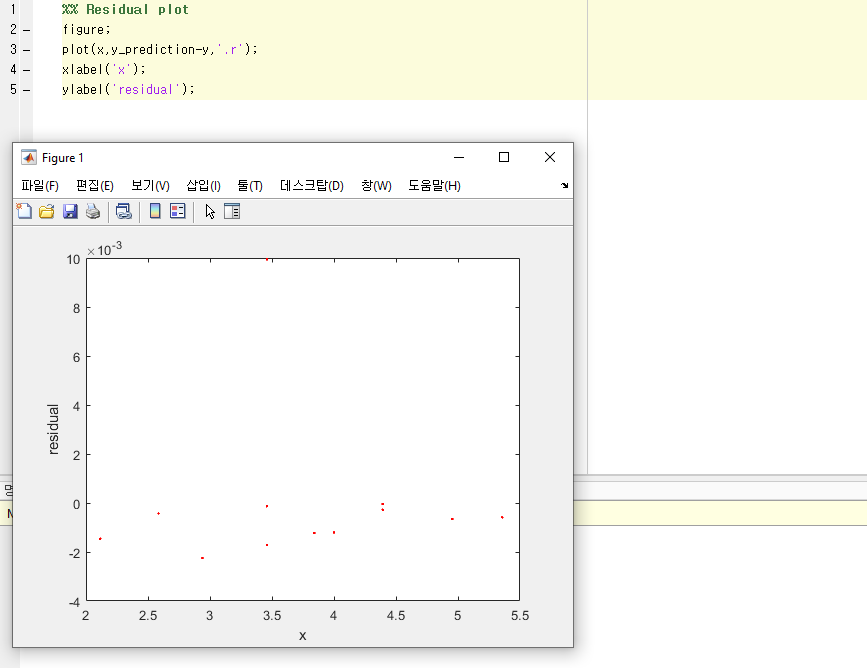 1 %% Residual plot
2 – figure;
3 – plot(x,y_prediction-y,'.r');
4 – xlabel('x');
5 – ylabel('residual');
Figure 1
파일(F) 편집(E) 보기(V) 삽입(I) 툴(T) 데스크탑(D) 창(W) 도움말(H)
×10-3
10
8
6
4
2
0
-2
-4
residual
2 2.5 3 3.5 4 4.5 5 5.5
x